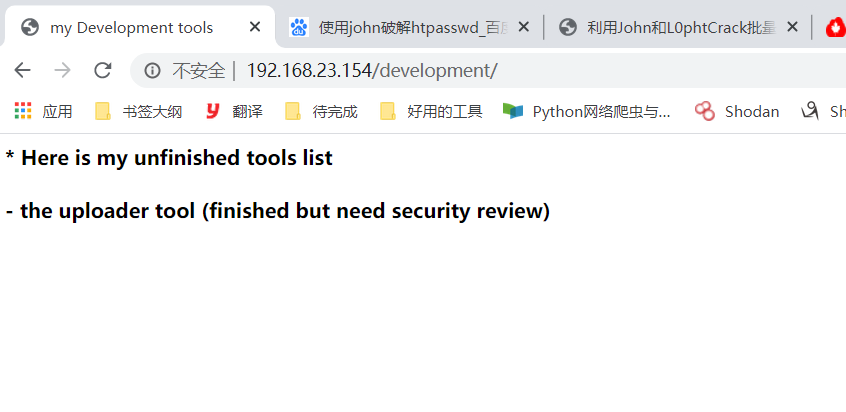 my Development tools
使用john破解htpasswd_百度
利用John和L0phtCrack批量
不安全 | 192.168.23.154/development/
应用 书签大纲 翻译 待完成 好用的工具 Python网络爬虫与... Shodan Sh
* Here is my unfinished tools list
- the uploader tool (finished but need security review)